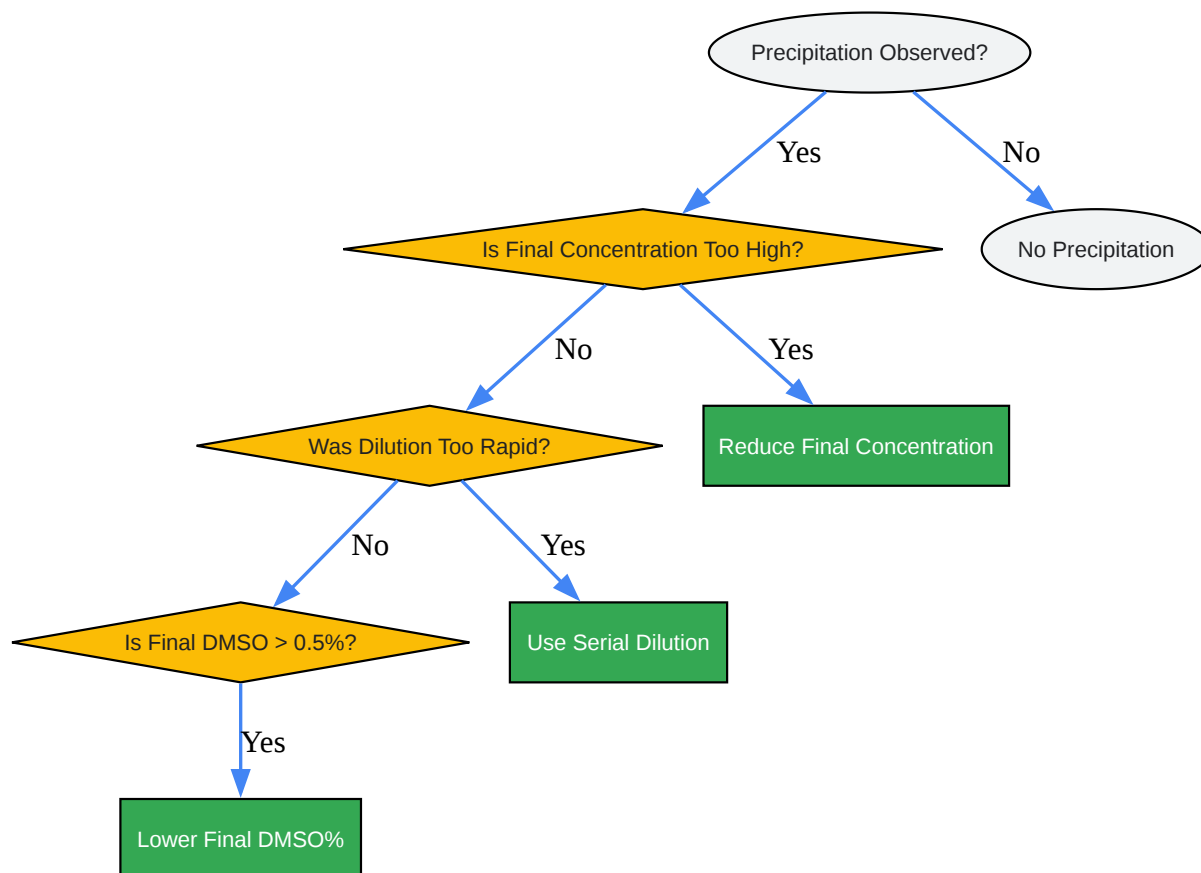 Precipitation Observed?
Yes
No
Is Final Concentration Too High?
No Precipitation
No
Yes
Was Dilution Too Rapid?
Reduce Final Concentration
No
Yes
Is Final DMSO > 0.5%?
Use Serial Dilution
Yes
Lower Final DMSO%